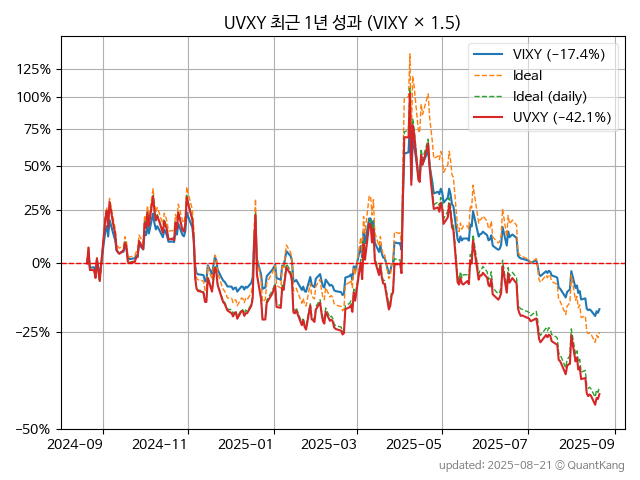 UVXY 최근 1년 성과 (VIXY × 1.5)
VIXY (−17.4%)
Ideal
Ideal (daily)
UVXY (−42.1%)
125%
100%
75%
50%
25%
0%
−25%
−50%
2024-09 2024-11 2025-01 2025-03 2025-05 2025-07 2025-09
updated: 2025-08-21 © QuantKang